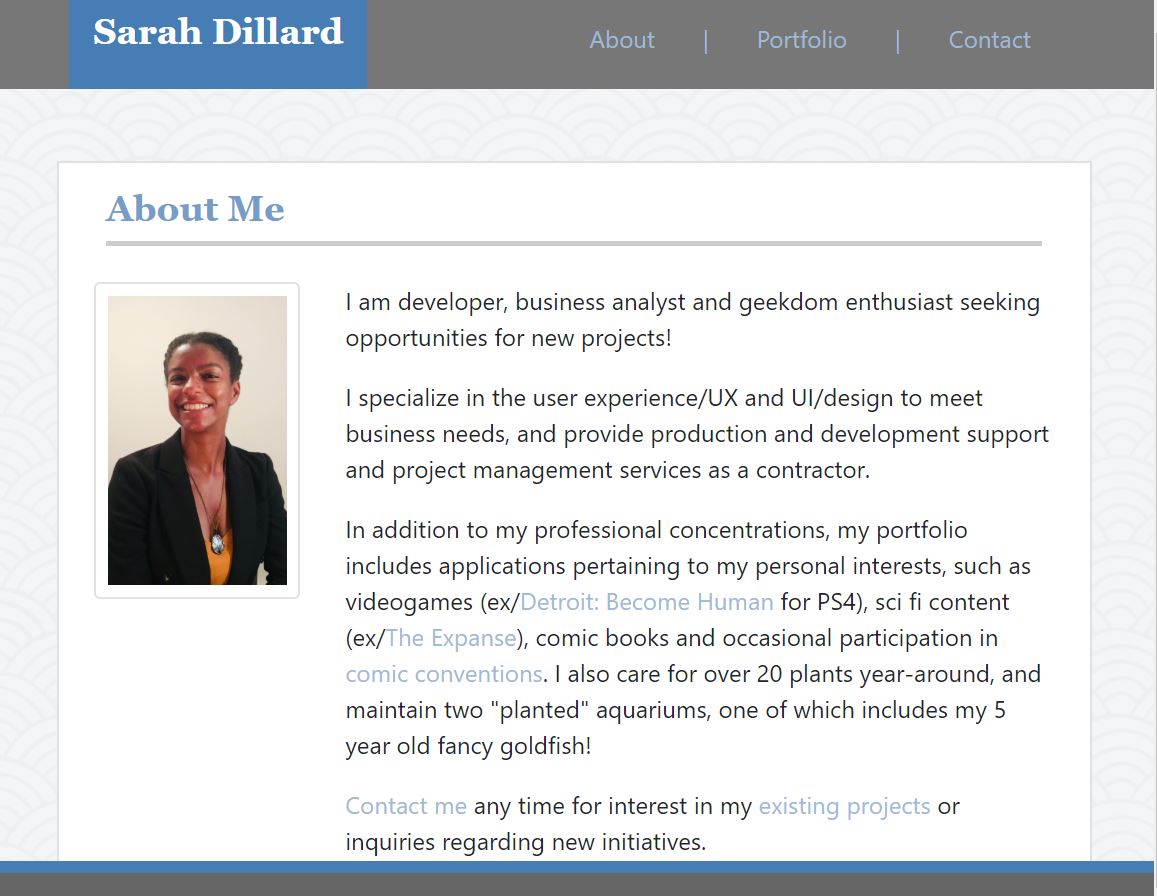 Sarah Dillard
About | Portfolio | Contact
About Me
I am developer, business analyst and geekdom enthusiast seeking
opportunities for new projects!
I specialize in the user experience/UX and UI/design to meet
business needs, and provide production and development support
and project management services as a contractor.
In addition to my professional concentrations, my portfolio
includes applications pertaining to my personal interests, such as
videogames (ex/Detroit: Become Human for PS4), sci fi content
(ex/The Expanse), comic books and occasional participation in
comic conventions. I also care for over 20 plants year-around, and
maintain two "planted" aquariums, one of which includes my 5
year old fancy goldfish!
Contact me any time for interest in my existing projects or
inquiries regarding new initiatives.